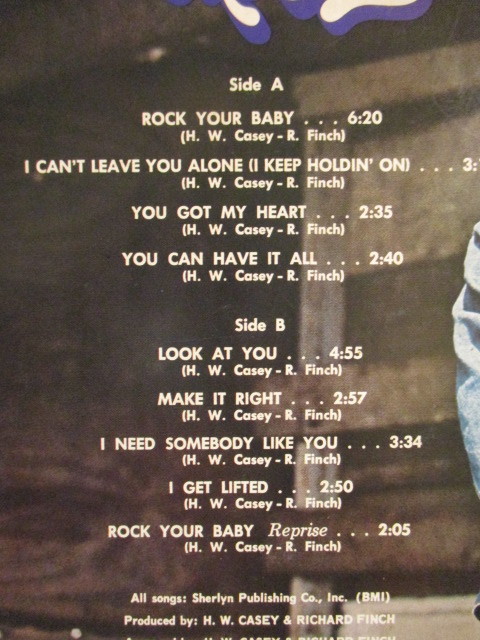 Side A
ROCK YOUR BABY . . . 6:20
(H. W. Casey - R. Finch)
I CAN'T LEAVE YOU ALONE (I KEEP HOLDIN' ON) . . . 3:
(H. W. Casey - R. Finch)
YOU GOT MY HEART . . . 2:35
(H. W. Casey - R. Finch)
YOU CAN HAVE IT ALL . . . 2:40
(H. W. Casey - R. Finch)
Side B
LOOK AT YOU . . . 4:55
(H. W. Casey - R. Finch)
MAKE IT RIGHT . . . 2:57
(H. W. Casey - R. Finch)
I NEED SOMEBODY LIKE YOU . . . 3:34
(H. W. Casey - R. Finch)
I GET LIFTED . . . 2:50
(H. W. Casey - R. Finch)
ROCK YOUR BABY Reprise . . . 2:05
(H. W. Casey - R. Finch)
All songs: Sherlyn Publishing Co., Inc. (BMI)
Produced by: H. W. CASEY & RICHARD FINCH